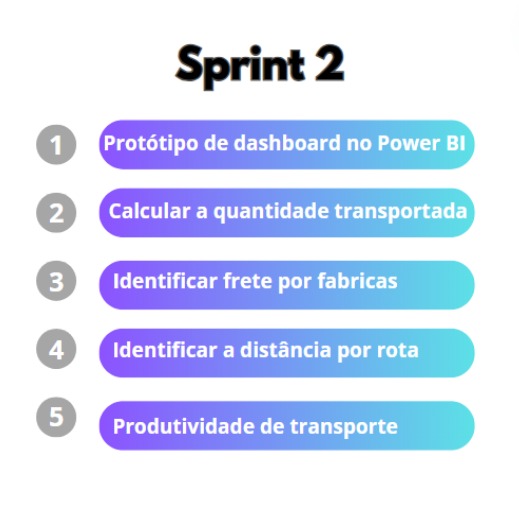 Sprint 2
1 Protótipo de dashboard no Power BI
2 Calcular a quantidade transportada
3 Identificar frete por fabricas
4 Identificar a distância por rota
5 Produtividade de transporte